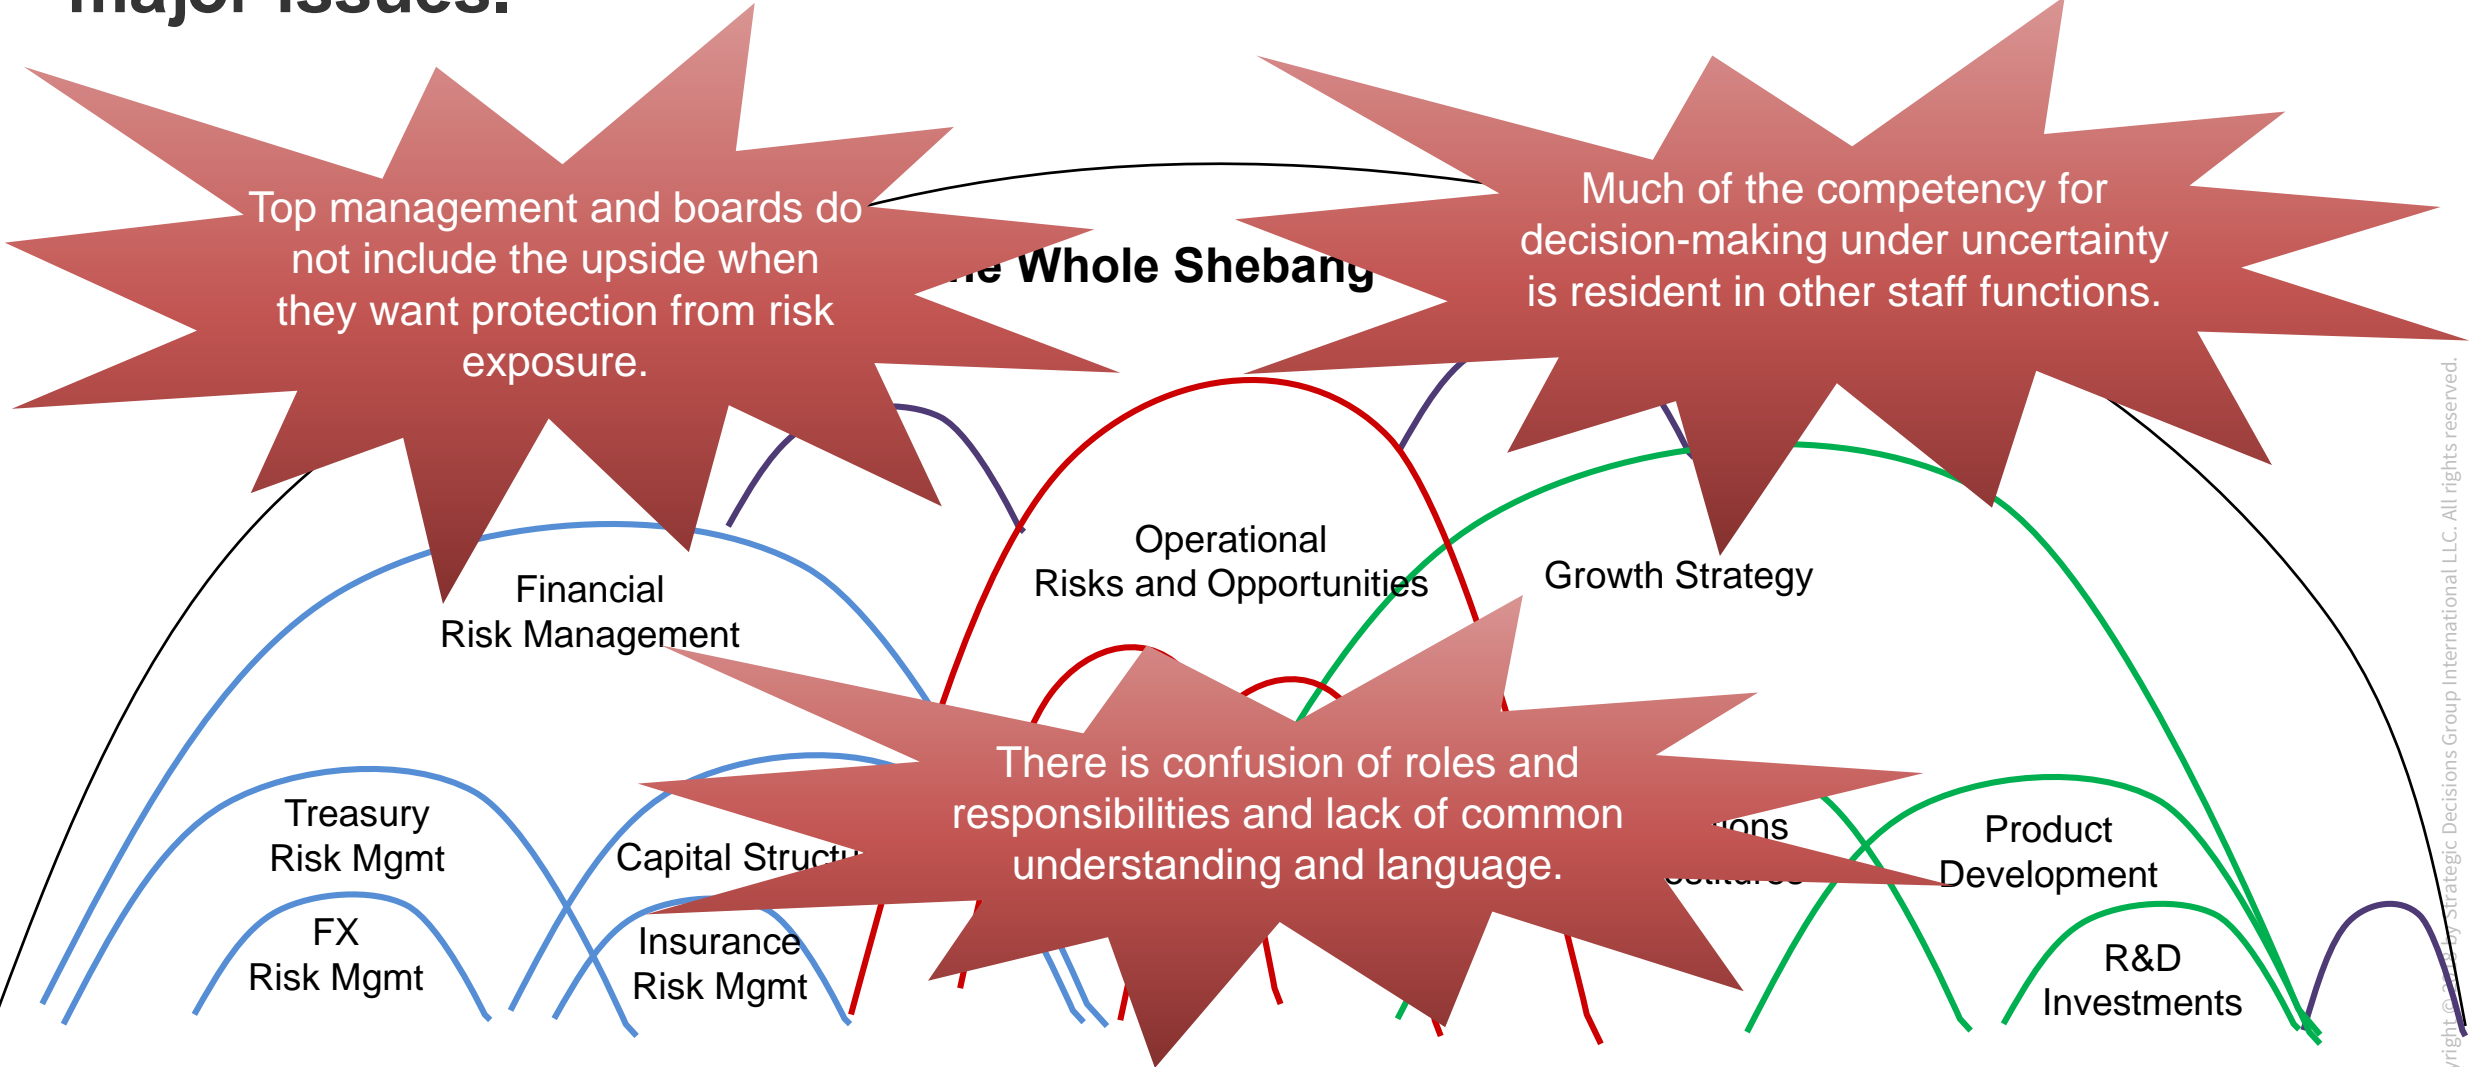 major issues.
Top management and boards do
not include the upside when
they want protection from risk
exposure.
Much of the competency for
decision-making under uncertainty
is resident in other staff functions.
Whole Shebang
Operational
Risks and Opportunities
Growth Strategy
Financial
Risk Management
There is confusion of roles and
responsibilities and lack of common
understanding and language.
Treasury
Risk Mgmt
Capital
FX
Risk Mgmt
Insurance
Risk Mgmt
Product
Development
R&D
Investments
by Strategic Decisions Group International LLC. All rights reserved.